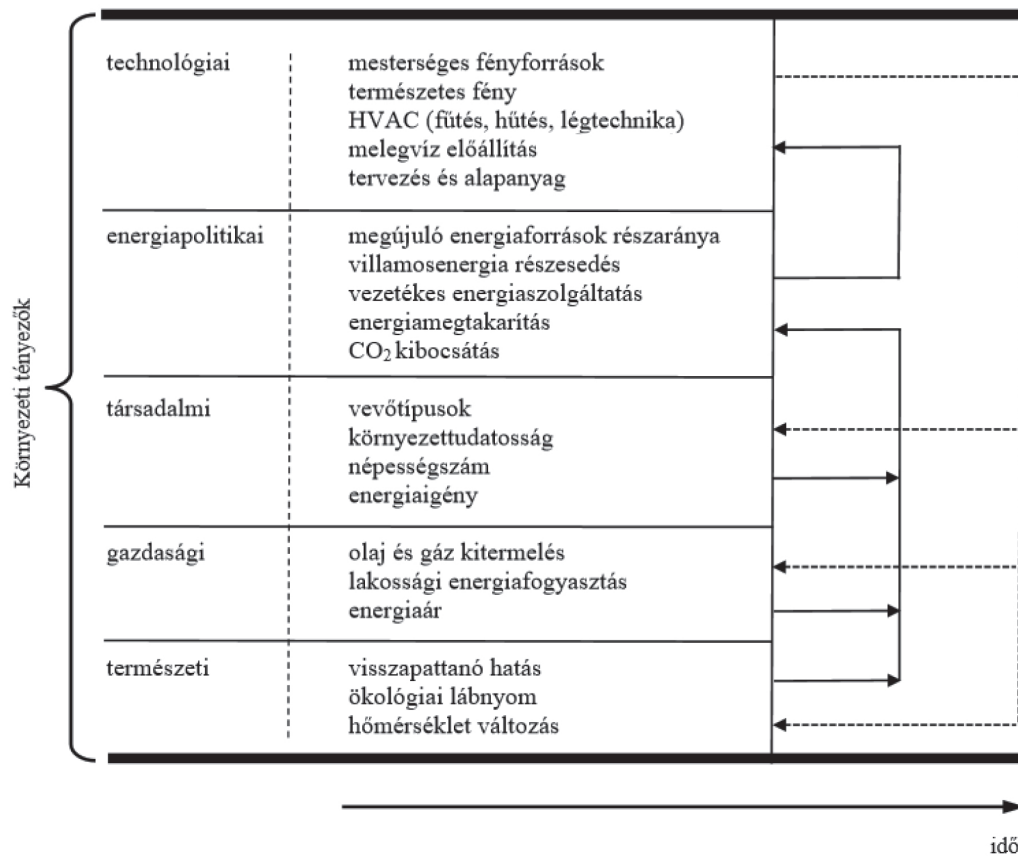 Környezeti tényezők
technológiai
mesterséges fényforrások
természetes fény
HVAC (fűtés, hűtés, légtechnika)
melegvíz előállítás
tervezés és alapanyag
energiapolitikai
megújuló energiaforrások részaránya
villamosenergia részesedés
vezetékes energiaszolgáltatás
energiamegtakarítás
CO₂ kibocsátás
társadalmi
vevőtípusok
környezettudatosság
népességszám
energiaigény
gazdasági
olaj és gáz kitermelés
lakossági energiafogyasztás
energiaár
természeti
visszapattanó hatás
ökológiai lábnyom
hőmérséklet változás
idő